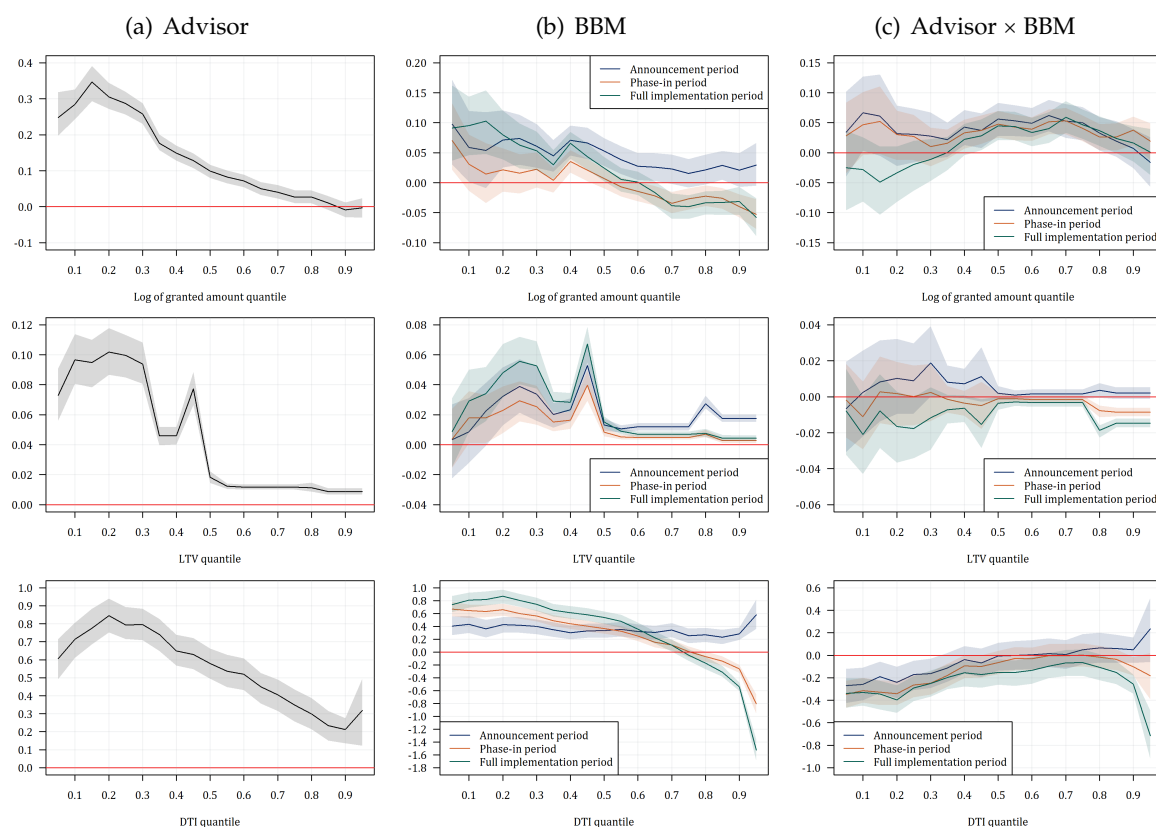 (a) Advisor
(b) BBM
(c) Advisor × BBM
0.4
0.3
0.2
0.1
0.0
-0.1
0.1 0.2 0.3 0.4 0.5 0.6 0.7 0.8 0.9
Log of granted amount quantile
0.20
0.15
0.10
0.05
0.00
-0.05
-0.10
Announcement period
Phase-in period
Full implementation period
0.1 0.2 0.3 0.4 0.5 0.6 0.7 0.8 0.9
Log of granted amount quantile
0.15
0.10
0.05
0.00
-0.05
-0.10
-0.15
Announcement period
Phase-in period
Full implementation period
0.1 0.2 0.3 0.4 0.5 0.6 0.7 0.8 0.9
Log of granted amount quantile
0.12
0.10
0.08
0.06
0.04
0.02
0.00
0.1 0.2 0.3 0.4 0.5 0.6 0.7 0.8 0.9
LTV quantile
0.08
0.06
0.04
0.02
0.00
-0.02
-0.04
Announcement period
Phase-in period
Full implementation period
0.1 0.2 0.3 0.4 0.5 0.6 0.7 0.8 0.9
LTV quantile
0.04
0.02
0.00
-0.02
-0.04
-0.06
Announcement period
Phase-in period
Full implementation period
0.1 0.2 0.3 0.4 0.5 0.6 0.7 0.8 0.9
LTV quantile
1.0
0.9
0.8
0.7
0.6
0.5
0.4
0.3
0.2
0.1
0.0
0.1 0.2 0.3 0.4 0.5 0.6 0.7 0.8 0.9
DTI quantile
1.0
0.8
0.6
0.4
0.2
0.0
-0.2
-0.4
-0.6
-0.8
-1.0
-1.2
-1.4
-1.6
-1.8
Announcement period
Phase-in period
Full implementation period
0.1 0.2 0.3 0.4 0.5 0.6 0.7 0.8 0.9
DTI quantile
0.6
0.4
0.2
0.0
-0.2
-0.4
-0.6
-0.8
-1.0
Announcement period
Phase-in period
Full implementation period
0.1 0.2 0.3 0.4 0.5 0.6 0.7 0.8 0.9
DTI quantile